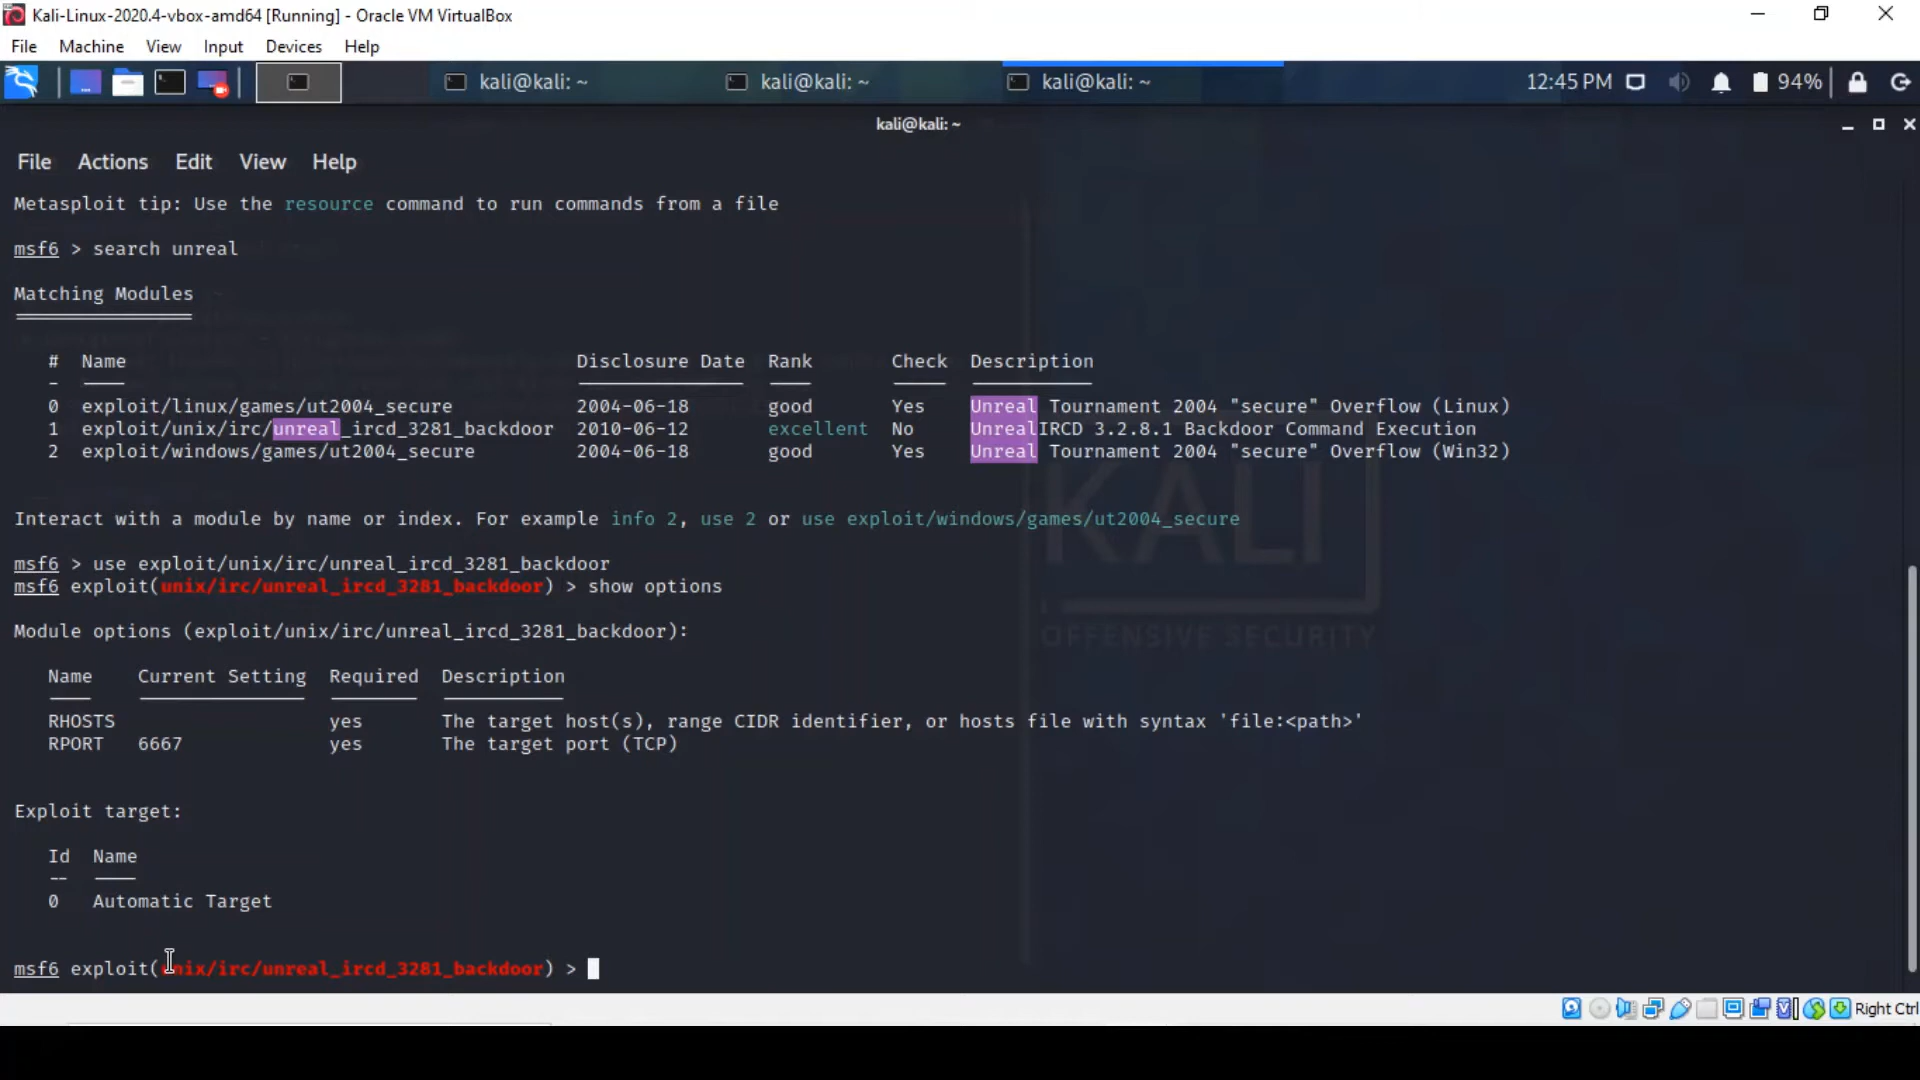 Kali-Linux-2020.4-vbox-amd64 [Running] - Oracle VM VirtualBox
File Machine View Input Devices Help
kali@kali: ~ kali@kali: ~ kali@kali: ~ 12:45 PM 94%
kali@kali: ~
File Actions Edit View Help
Metasploit tip: Use the resource command to run commands from a file
msf6 > search unreal
Matching Modules
================
# Name Disclosure Date Rank Check Description
- ---- --------------- ---- ----- -----------
0 exploit/linux/games/ut2004_secure 2004-06-18 good Yes Unreal Tournament 2004 "secure" Overflow (Linux)
1 exploit/unix/irc/unreal_ircd_3281_backdoor 2010-06-12 excellent No UnrealIRCD 3.2.8.1 Backdoor Command Execution
2 exploit/windows/games/ut2004_secure 2004-06-18 good Yes Unreal Tournament 2004 "secure" Overflow (Win32)
Interact with a module by name or index. For example info 2, use 2 or use exploit/windows/games/ut2004_secure
msf6 > use exploit/unix/irc/unreal_ircd_3281_backdoor
msf6 exploit(unix/irc/unreal_ircd_3281_backdoor) > show options
Module options (exploit/unix/irc/unreal_ircd_3281_backdoor):
Name Current Setting Required Description
---- --------------- -------- -----------
RHOSTS yes The target host(s), range CIDR identifier, or hosts file with syntax 'file:<path>'
RPORT 6667 yes The target port (TCP)
Exploit target:
Id Name
-- ----
0 Automatic Target
msf6 exploit(unix/irc/unreal_ircd_3281_backdoor) >
KALI
OFFENSIVE SECURITY
Right Ctrl